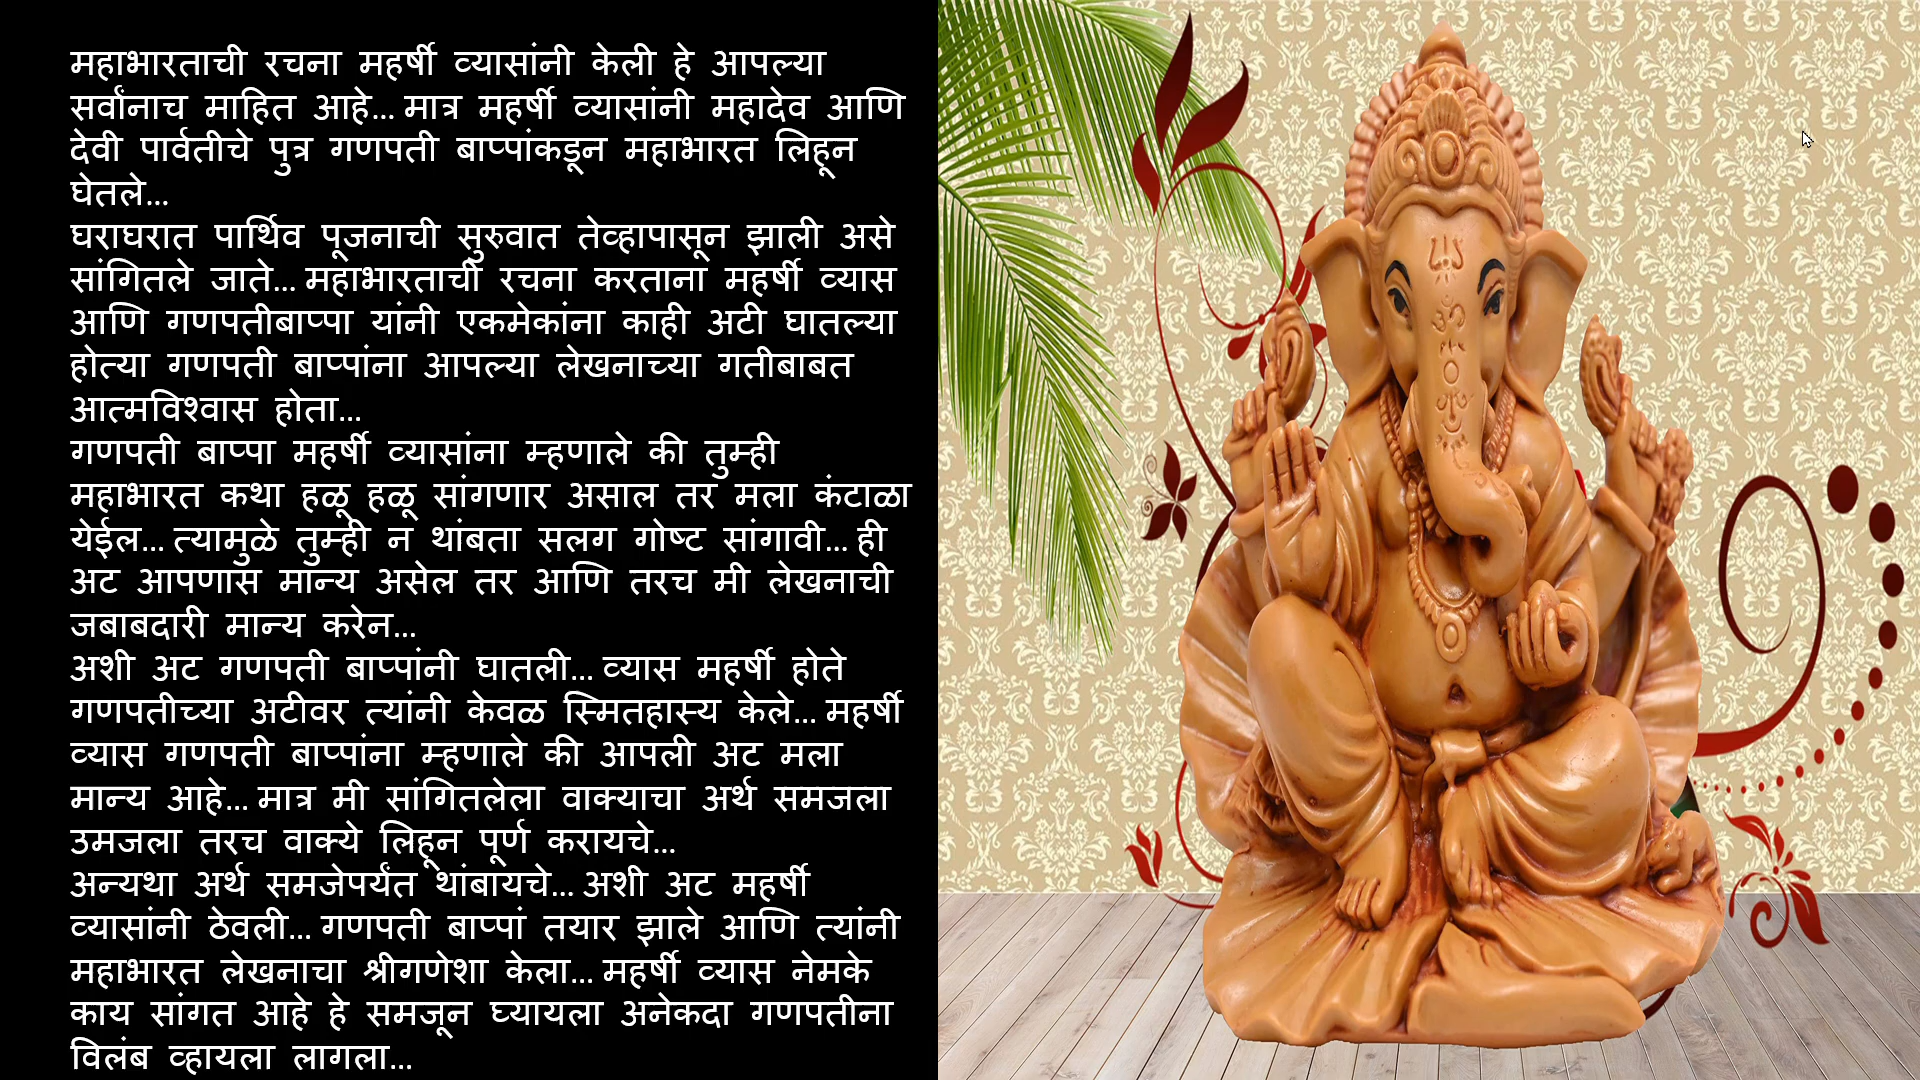 महाभारताची रचना महर्षी व्यासांनी केली हे आपल्या
सर्वांनाच माहित आहे... मात्र महर्षी व्यासांनी महादेव आणि
देवी पार्वतीचे पुत्र गणपती बाप्पांकडून महाभारत लिहून
घेतले...
घराघरात पार्थिव पूजनाची सुरुवात तेव्हापासून झाली असे
सांगितले जाते... महाभारताची रचना करताना महर्षी व्यास
आणि गणपतीबाप्पा यांनी एकमेकांना काही अटी घातल्या
होत्या गणपती बाप्पांना आपल्या लेखनाच्या गतीबाबत
आत्मविश्वास होता...
गणपती बाप्पा महर्षी व्यासांना म्हणाले की तुम्ही
महाभारत कथा हळू हळू सांगणार असाल तर मला कंटाळा
येईल... त्यामुळे तुम्ही न थांबता सलग गोष्ट सांगावी... ही
अट आपणास मान्य असेल तर आणि तरच मी लेखनाची
जबाबदारी मान्य करेन...
अशी अट गणपती बाप्पांनी घातली... व्यास महर्षी होते
गणपतीच्या अटीवर त्यांनी केवळ स्मितहास्य केले... महर्षी
व्यास गणपती बाप्पांना म्हणाले की आपली अट मला
मान्य आहे... मात्र मी सांगितलेला वाक्याचा अर्थ समजला
उमजला तरच वाक्ये लिहून पूर्ण करायचे...
अन्यथा अर्थ समजेपर्यंत थांबायचे... अशी अट महर्षी
व्यासांनी ठेवली... गणपती बाप्पां तयार झाले आणि त्यांनी
महाभारत लेखनाचा श्रीगणेशा केला... महर्षी व्यास नेमके
काय सांगत आहे हे समजून घ्यायला अनेकदा गणपतीना
विलंब व्हायला लागला...